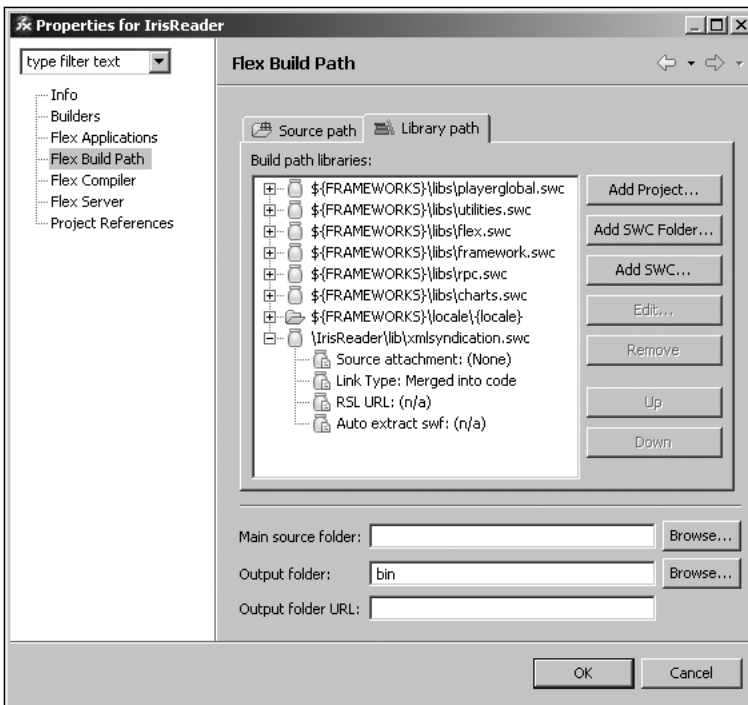 Properties for IrisReader
type filter text
Info
Builders
Flex Applications
Flex Build Path
Flex Compiler
Flex Server
Project References
Flex Build Path
Source path
Library path
Build path libraries:
${FRAMEWORKS}\libs\playerglobal.swc
${FRAMEWORKS}\libs\utilities.swc
${FRAMEWORKS}\libs\flex.swc
${FRAMEWORKS}\libs\framework.swc
${FRAMEWORKS}\libs\rpc.swc
${FRAMEWORKS}\libs\charts.swc
${FRAMEWORKS}\locale\{locale}
\IrisReader\lib\xmlsyndication.swc
Source attachment: (None)
Link Type: Merged into code
RSL URL: (n/a)
Auto extract swf: (n/a)
Add Project...
Add SWC Folder...
Add SWC...
Edit...
Remove
Up
Down
Main source folder:
Browse...
Output folder:
bin
Browse...
Output folder URL:
OK
Cancel